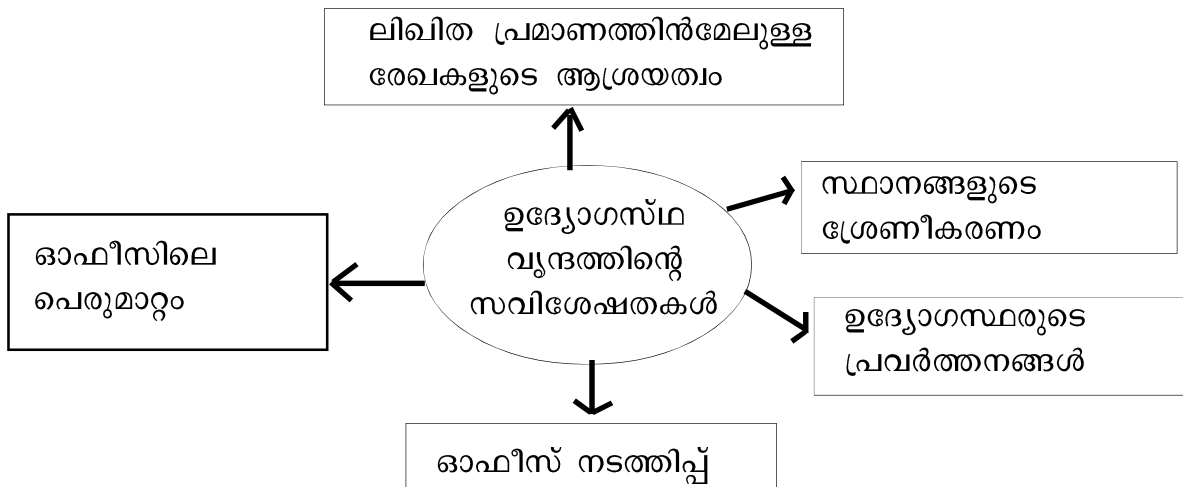 ലിഖിത പ്രമാണത്തിൻമേലുള്ള
രേഖകളുടെ ആശ്രയത്വം
സ്ഥാനങ്ങളുടെ
ശ്രേണീകരണം
ഉദ്യോഗസ്ഥ
വൃന്ദത്തിന്റെ
സവിശേഷതകൾ
ഓഫീസിലെ
പെരുമാറ്റം
ഉദ്യോഗസ്ഥരുടെ
പ്രവർത്തനങ്ങൾ
ഓഫീസ് നടത്തിപ്പ്